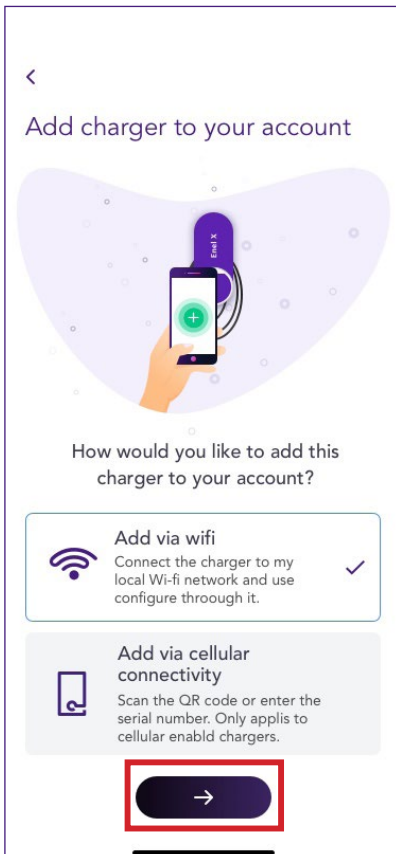 Add charger to your account
Enel X
How would you like to add this
charger to your account?
Add via wifi
Connect the charger to my
local Wi-fi network and use
configure throough it.
Add via cellular
connectivity
Scan the QR code or enter the
serial number. Only applis to
cellular enabld chargers.